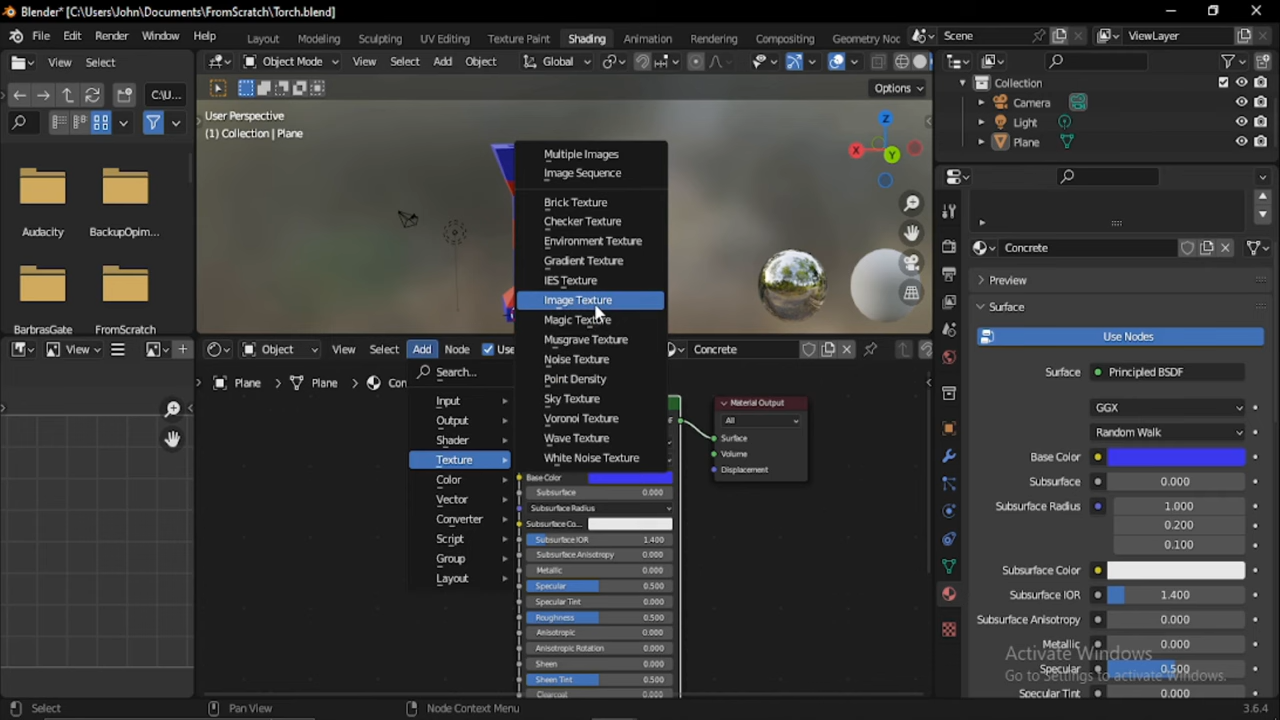 Blender* [C:\Users\John\Documents\FromScratch\Torch.blend]
File Edit Render Window Help Layout Modeling Sculpting UV Editing Texture Paint Shading Animation Rendering Compositing Geometry Noc Scene ViewLayer
View Select Object Mode View Select Add Object Global
C:\U... Options
User Perspective
(1) Collection | Plane
Collection
Camera
Light
Plane
Audacity BackupOpim...
BarbrasGate FromScratch
X Y Z
Multiple Images
Image Sequence
Brick Texture
Checker Texture
Environment Texture
Gradient Texture
IES Texture
Image Texture
Magic Texture
Musgrave Texture
Noise Texture
Point Density
Sky Texture
Voronoi Texture
Wave Texture
White Noise Texture
View Object View Select Add Node Use Concrete
Plane Plane Con
Search...
Input
Output
Shader
Texture
Color
Vector
Converter
Script
Group
Layout
Material Output
All
Surface
Volume
Displacement
DF
Base Color
Subsurface 0.000
Subsurface Radius
Subsurface Co...
Subsurface IOR 1.400
Subsurface Anisotropy 0.000
Metallic 0.000
Specular 0.500
Specular Tint 0.000
Roughness 0.500
Anisotropic 0.000
Anisotropic Rotation 0.000
Sheen 0.000
Sheen Tint 0.500
Clearcoat 0.000
Concrete
Preview
Surface
Use Nodes
Surface Principled BSDF
GGX
Random Walk
Base Color
Subsurface 0.000
Subsurface Radius 1.000
0.200
0.100
Subsurface Color
Subsurface IOR 1.400
Subsurface Anisotropy 0.000
Metallic 0.000
Specular 0.500
Specular Tint 0.000
Activate Windows
Go to Settings to activate Windows.
Select Pan View Node Context Menu 3.6.4